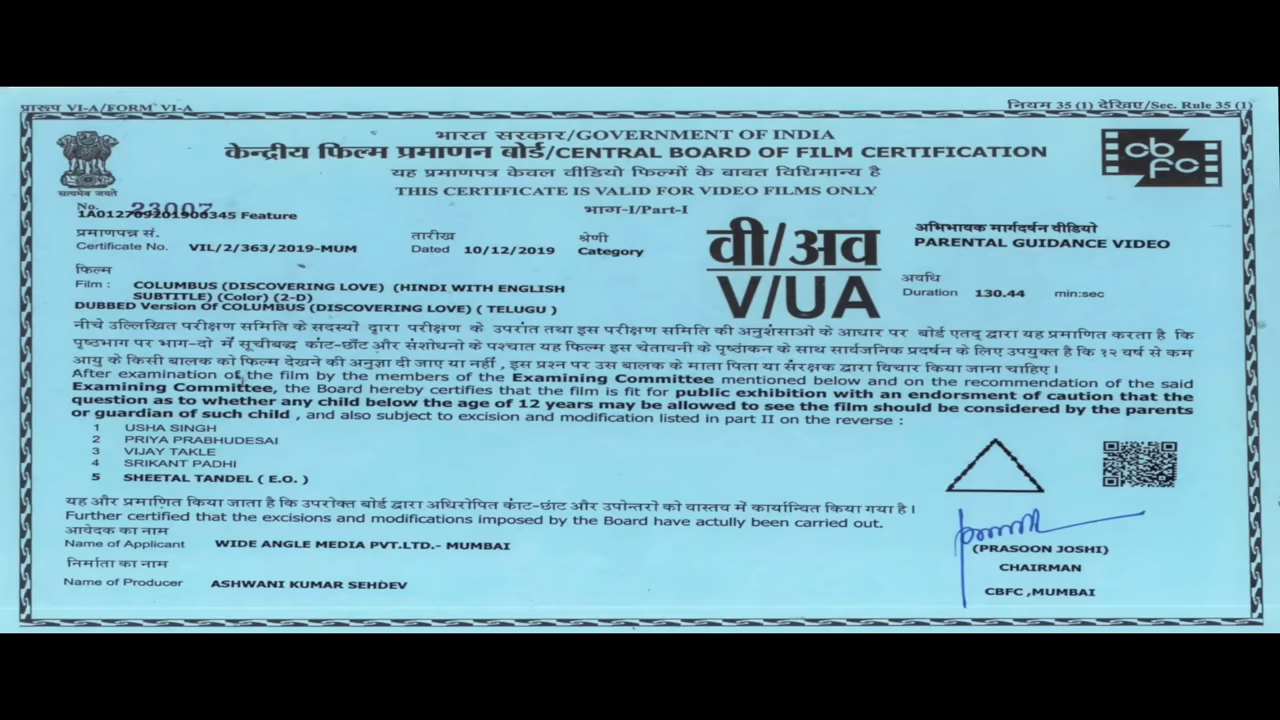 प्रारूप VI-A/FORM VI-A
नियम 35 (1) देखिए/Sec. Rule 35 (1)
भारत सरकार/GOVERNMENT OF INDIA
केन्द्रीय फिल्म प्रमाणन बोर्ड/CENTRAL BOARD OF FILM CERTIFICATION
यह प्रमाणपत्र केवल वीडियो फिल्मों के बाबत विधिमान्य है
THIS CERTIFICATE IS VALID FOR VIDEO FILMS ONLY
सत्यमेव जयते
cbfc
No. 23007
1A012709201900345 Feature
भाग-I/Part-I
प्रमाणपत्र सं.
Certificate No. VIL/2/363/2019-MUM
तारीख
Dated 10/12/2019
श्रेणी
Category
वी/अव
V/UA
अभिभावक मार्गदर्शन वीडियो
PARENTAL GUIDANCE VIDEO
अवधि
Duration 130.44 min:sec
फिल्म
Film : COLUMBUS (DISCOVERING LOVE) (HINDI WITH ENGLISH
SUBTITLE) (Color) (2-D)
DUBBED Version Of COLUMBUS (DISCOVERING LOVE) ( TELUGU )
नीचे उल्लिखित परीक्षण समिति के सदस्यो द्वारा परीक्षण के उपरांत तथा इस परीक्षण समिति की अनुशंसाओ के आधार पर बोर्ड एतद् द्वारा यह प्रमाणित करता है कि
पृष्ठभाग पर भाग-दो में सूचीबद्ध कांट-छाँट और संशोधनो के पश्चात यह फिल्म इस चेतावनी के पृष्ठांकन के साथ सार्वजनिक प्रदर्षन के लिए उपयुक्त है कि १२ वर्ष से कम
आयु के किसी बालक को फिल्म देखने की अनुज्ञा दी जाए या नहीं , इस प्रश्न पर उस बालक के माता पिता या संरक्षक द्वारा विचार किया जाना चाहिए ।
After examination of the film by the members of the Examining Committee mentioned below and on the recommendation of the said
Examining Committee, the Board hereby certifies that the film is fit for public exhibition with an endorsment of caution that the
question as to whether any child below the age of 12 years may be allowed to see the film should be considered by the parents
or guardian of such child , and also subject to excision and modification listed in part II on the reverse :
1 USHA SINGH
2 PRIYA PRABHUDESAI
3 VIJAY TAKLE
4 SRIKANT PADHI
5 SHEETAL TANDEL ( E.O. )
यह और प्रमाणित किया जाता है कि उपरोक्त बोर्ड द्वारा अधिरोपित काट-छांट और उपोन्तरो को वास्तव में कार्यान्वित किया गया है ।
Further certified that the excisions and modifications imposed by the Board have actully been carried out.
आवेदक का नाम
Name of Applicant WIDE ANGLE MEDIA PVT.LTD.- MUMBAI
निर्माता का नाम
Name of Producer ASHWANI KUMAR SEHDEV
(PRASOON JOSHI)
CHAIRMAN
CBFC ,MUMBAI